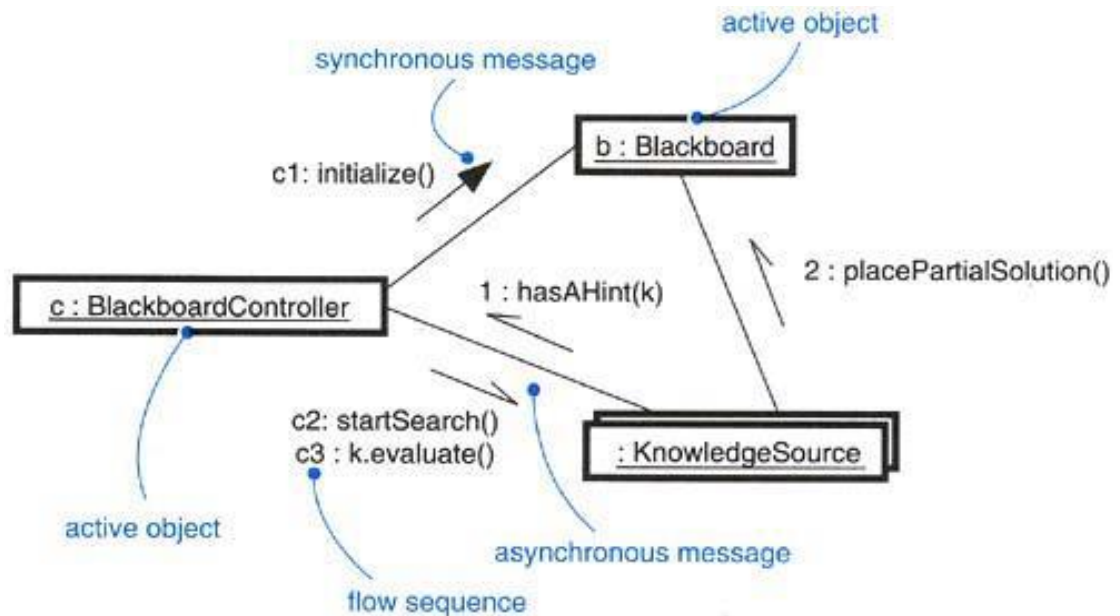 active object
synchronous message
b : Blackboard
c1: initialize()
2 : placePartialSolution()
1 : hasAHint(k)
c : BlackboardController
c2: startSearch()
c3 : k.evaluate()
: KnowledgeSource
active object
asynchronous message
flow sequence